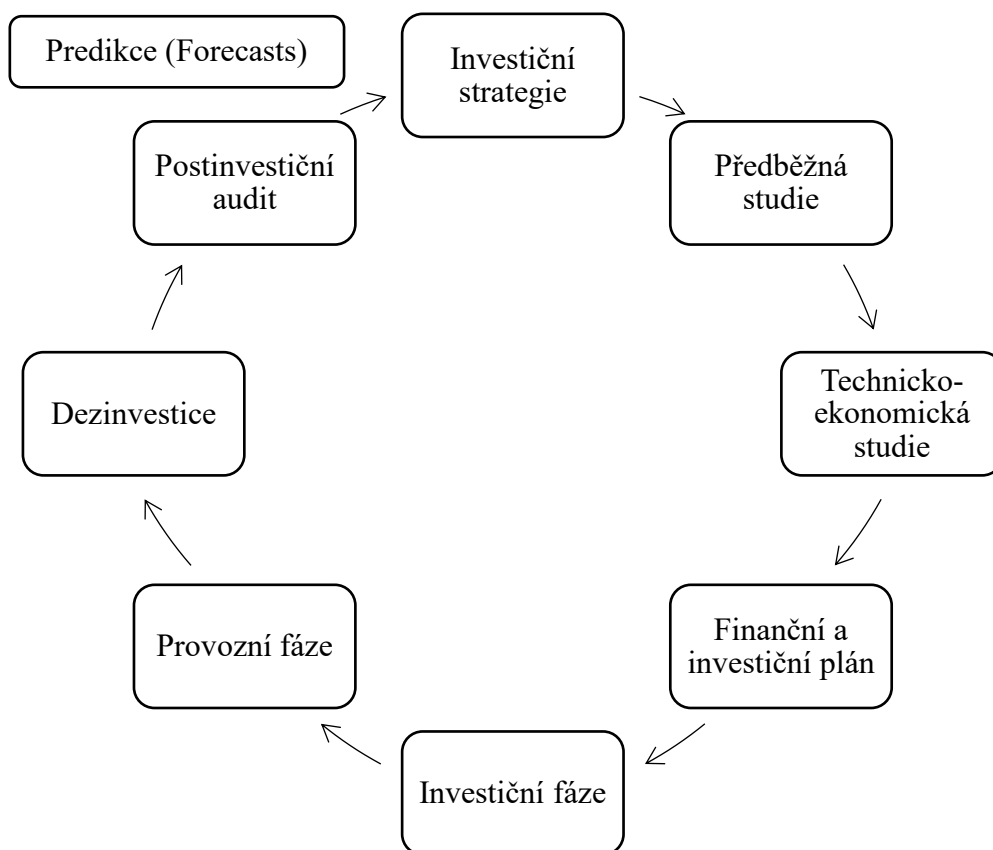 Predikce (Forecasts)
Investiční
strategie
Předběžná
studie
Technicko-
ekonomická
studie
Finanční a
investiční plán
Investiční fáze
Provozní fáze
Dezinvestice
Postinvestiční
audit